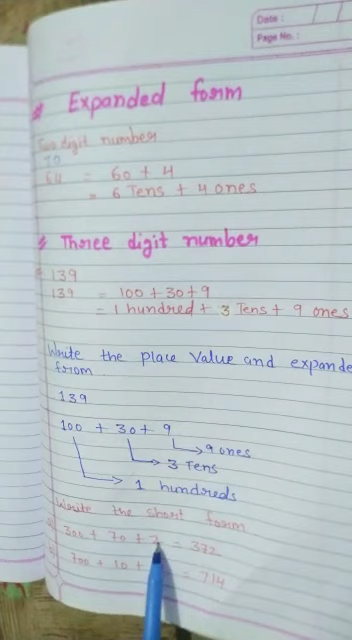 Date :
Page No. :
Expanded form
Two digit number
64 = 60 + 4
= 6 Tens + 4 ones
Three digit number
139
139 = 100 + 30 + 9
= 1 hundred + 3 Tens + 9 ones
Write the place value and expande
from
139
100 + 30 + 9
9 ones
3 Tens
1 hundreds
Write the short form
300 + 70 + 2 = 372
700 + 10 + = 714